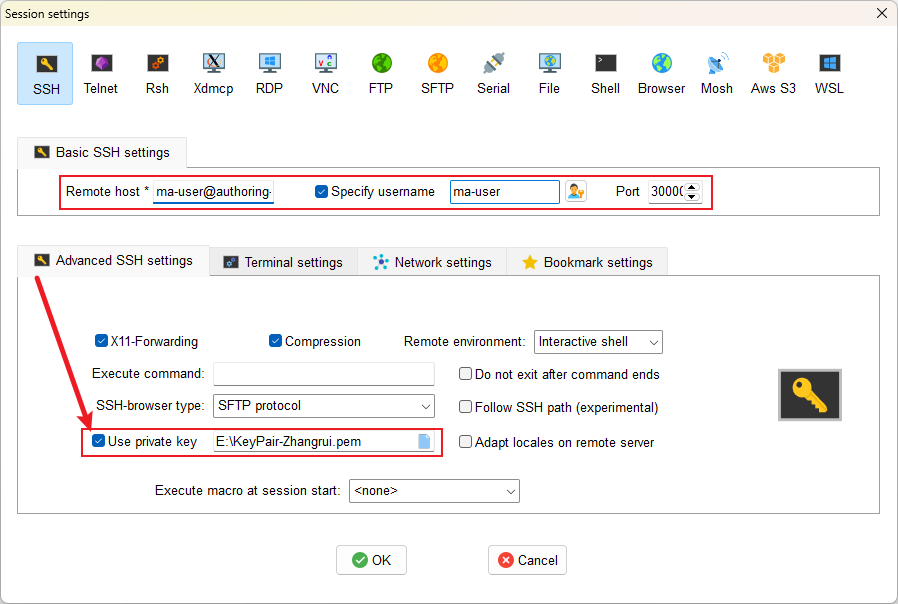 Session settings
SSH Telnet Rsh Xdmcp RDP VNC FTP SFTP Serial File Shell Browser Mosh Aws S3 WSL
Basic SSH settings
Remote host * ma-user@authoring- Specify username ma-user Port 30000
Advanced SSH settings Terminal settings Network settings Bookmark settings
X11-Forwarding Compression Remote environment: Interactive shell
Execute command: Do not exit after command ends
SSH-browser type: SFTP protocol Follow SSH path (experimental)
Use private key E:\KeyPair-Zhangrui.pem Adapt locales on remote server
Execute macro at session start: <none>
OK Cancel